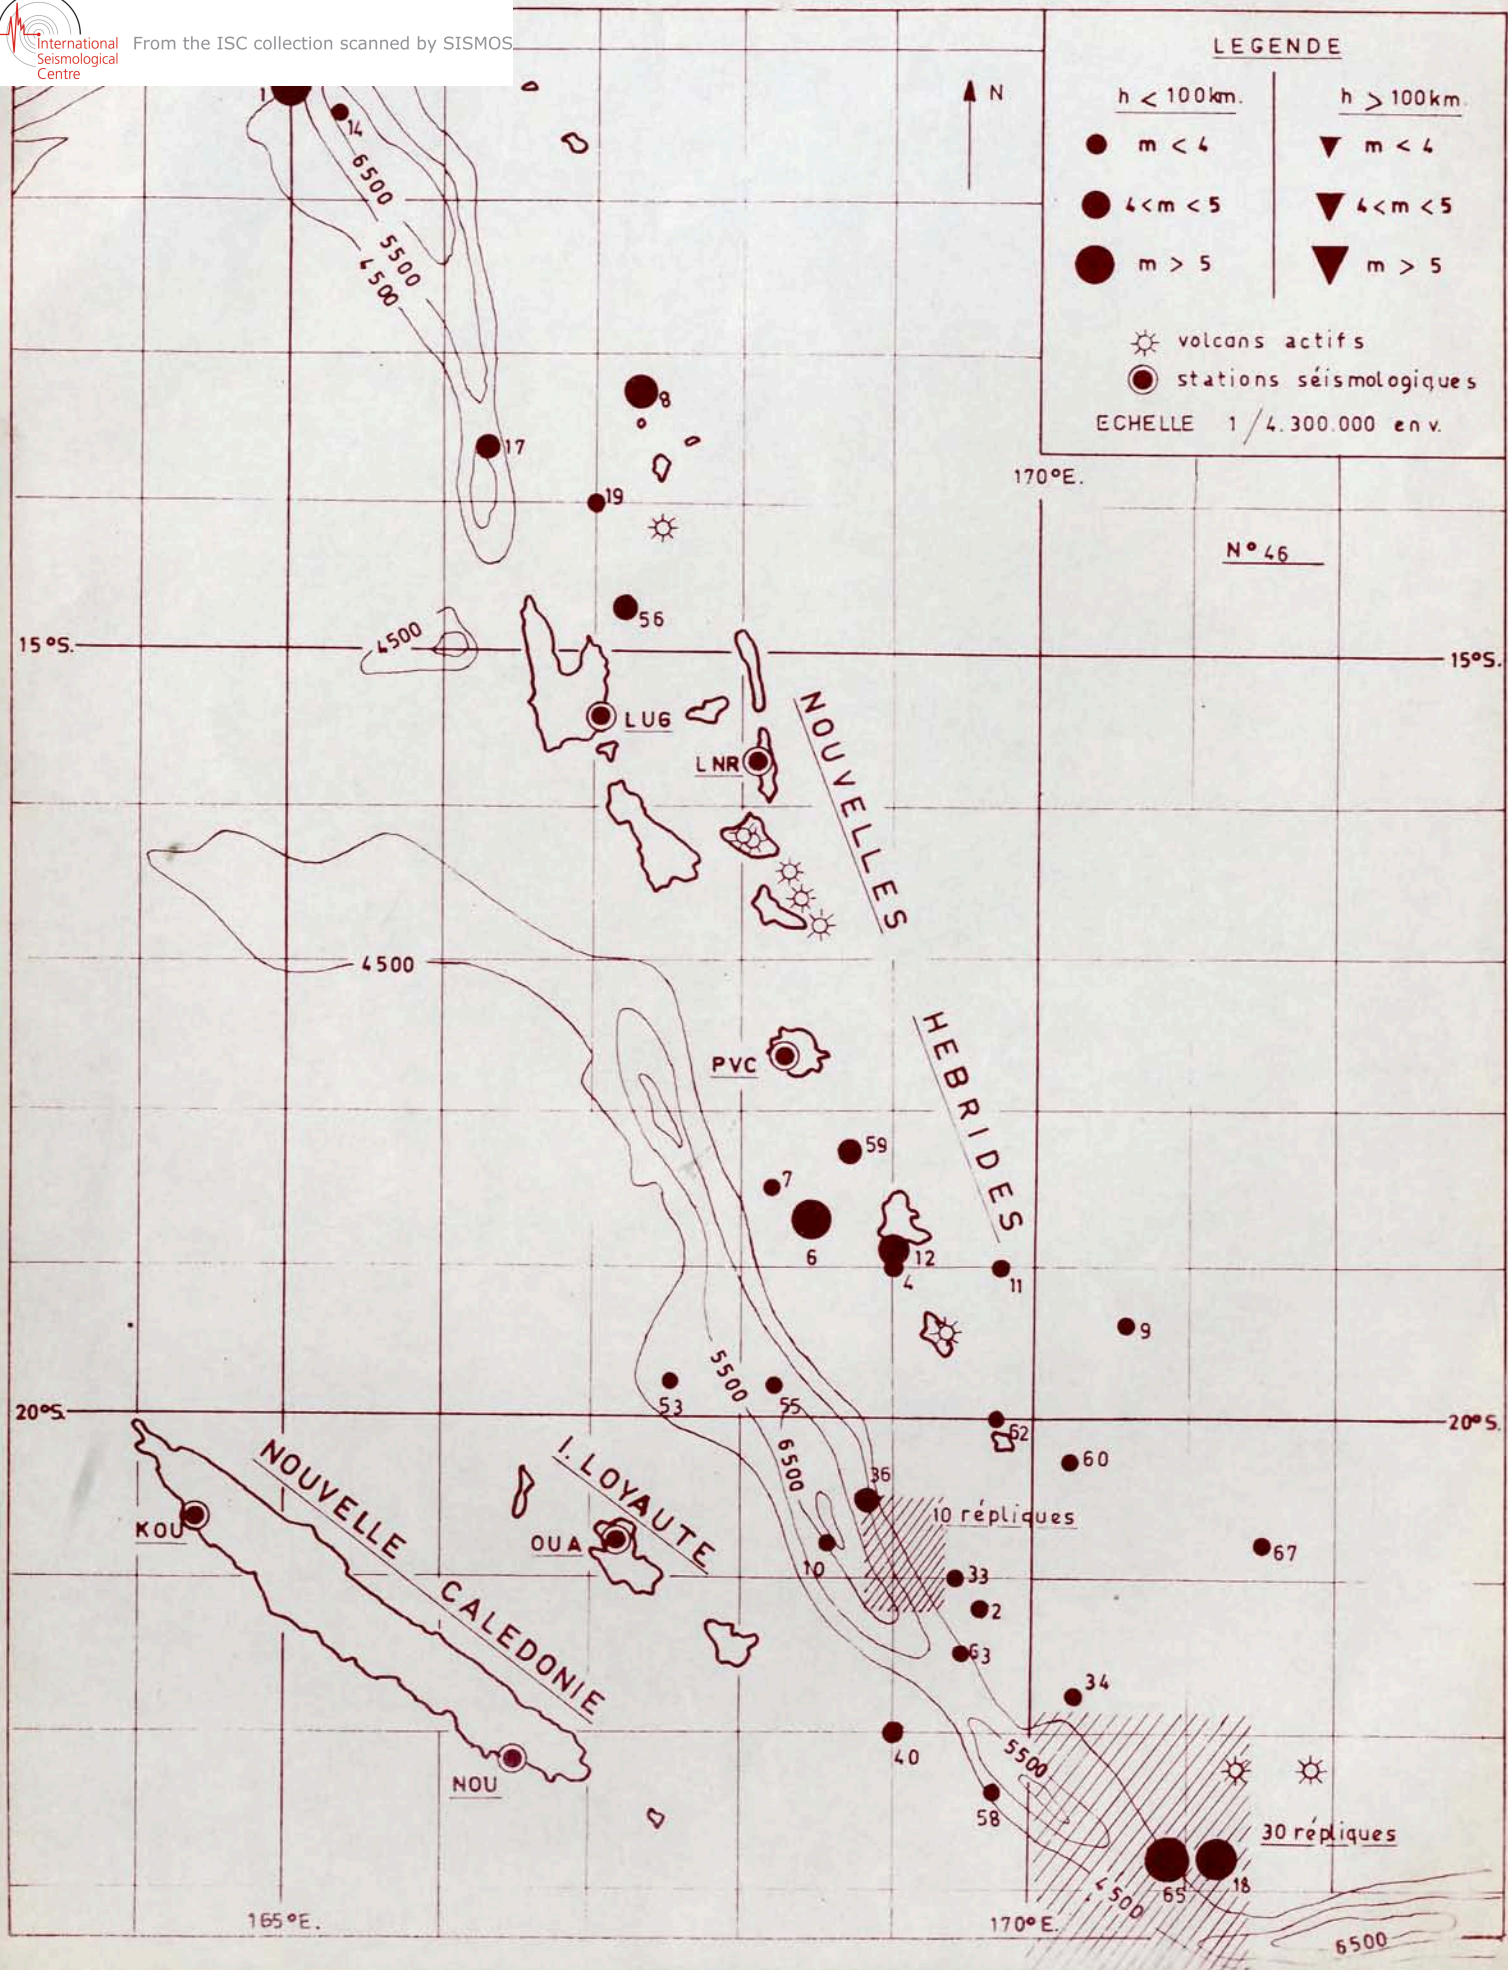 International
Seismological
Centre
From the ISC collection scanned by SISMOS
LEGENDE
h < 100km.
h > 100km.
m < 4
m < 4
4<m < 5
4<m <5
m > 5
m > 5
volcans actifs
stations séismologiques
ECHELLE 1/4.300.000 env.
N
1
14
6500
5500
4500
8
17
19
170°E.
N° 46
56
15°S.
4500
15°S.
LUG
LNR
NOUVELLES
4500
HEBRIDES
PVC
59
7
6
12
4
11
9
5500
53
55
20°S.
20°S.
62
60
6500
36
10 répliques
NOUVELLE CALEDONIE
I. LOYAUTE
KOU
OUA
10
33
67
2
63
34
40
5500
NOU
58
30 répliques
65
18
4500
165°E.
170°E.
6500